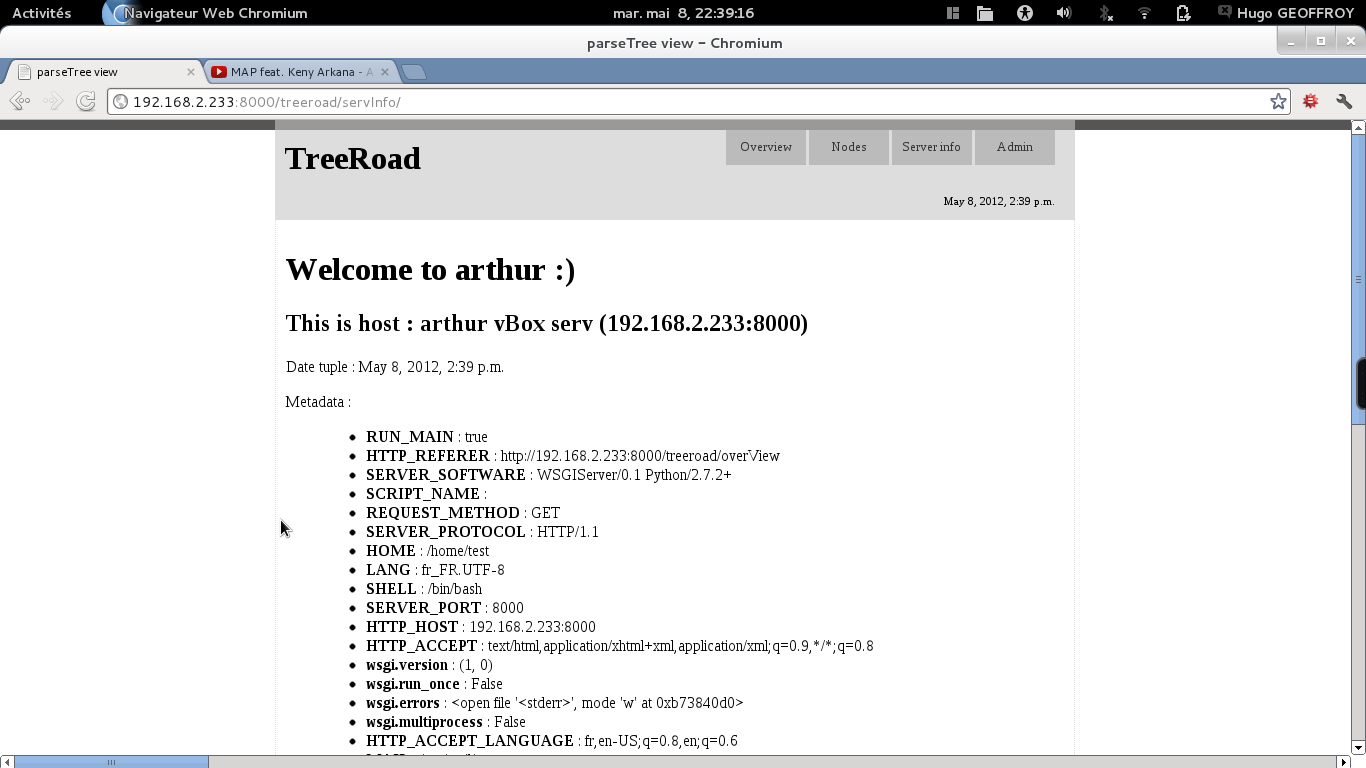 Activités Navigateur Web Chromium mar. mai 8, 22:39:16 Hugo GEOFFROY
parseTree view - Chromium
parseTree view MAP feat. Keny Arkana - A
192.168.2.233:8000/treeroad/servInfo/
TreeRoad
Overview Nodes Server info Admin
May 8, 2012, 2:39 p.m.
Welcome to arthur :)
This is host : arthur vBox serv (192.168.2.233:8000)
Date tuple : May 8, 2012, 2:39 p.m.
Metadata :
RUN_MAIN : true
HTTP_REFERER : http://192.168.2.233:8000/treeroad/overView
SERVER_SOFTWARE : WSGIServer/0.1 Python/2.7.2+
SCRIPT_NAME :
REQUEST_METHOD : GET
SERVER_PROTOCOL : HTTP/1.1
HOME : /home/test
LANG : fr_FR.UTF-8
SHELL : /bin/bash
SERVER_PORT : 8000
HTTP_HOST : 192.168.2.233:8000
HTTP_ACCEPT : text/html,application/xhtml+xml,application/xml;q=0.9,*/*;q=0.8
wsgi.version : (1, 0)
wsgi.run_once : False
wsgi.errors : <open file '<stderr>', mode 'w' at 0xb73840d0>
wsgi.multiprocess : False
HTTP_ACCEPT_LANGUAGE : fr,en-US;q=0.8,en;q=0.6